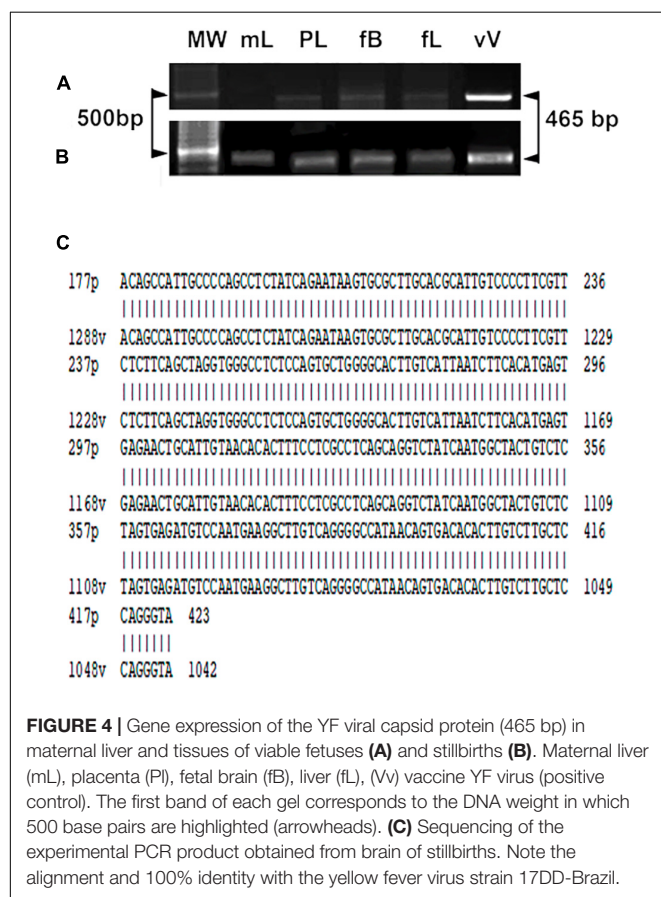 MW mL PL fB fL vV
A
500bp
465 bp
B
C
177p ACAGCCATTGCCCCAGCCTCTATCAGAATAAGTGCGCTTGCACGCATTGTCCCCTTCGTT 236
||||||||||||||||||||||||||||||||||||||||||||||||||||||||||||
1288v ACAGCCATTGCCCCAGCCTCTATCAGAATAAGTGCGCTTGCACGCATTGTCCCCTTCGTT 1229
237p CTCTTCAGCTAGGTGGGCCTCTCCAGTGCTGGGGCACTTGTCATTAATCTTCACATGAGT 296
||||||||||||||||||||||||||||||||||||||||||||||||||||||||||||
1228v CTCTTCAGCTAGGTGGGCCTCTCCAGTGCTGGGGCACTTGTCATTAATCTTCACATGAGT 1169
297p GAGAACTGCATTGTAACACACTTTCCTCGCCTCAGCAGGTCTATCAATGGCTACTGTCTC 356
||||||||||||||||||||||||||||||||||||||||||||||||||||||||||||
1168v GAGAACTGCATTGTAACACACTTTCCTCGCCTCAGCAGGTCTATCAATGGCTACTGTCTC 1109
357p TAGTGAGATGTCCAATGAAGGCTTGTCAGGGGCCATAACAGTGACACACTTGTCTTGCTC 416
||||||||||||||||||||||||||||||||||||||||||||||||||||||||||||
1108v TAGTGAGATGTCCAATGAAGGCTTGTCAGGGGCCATAACAGTGACACACTTGTCTTGCTC 1049
417p CAGGGTA 423
|||||||
1048v CAGGGTA 1042
FIGURE 4 | Gene expression of the YF viral capsid protein (465 bp) in
maternal liver and tissues of viable fetuses (A) and stillbirths (B). Maternal liver
(mL), placenta (Pl), fetal brain (fB), liver (fL), (Vv) vaccine YF virus (positive
control). The first band of each gel corresponds to the DNA weight in which
500 base pairs are highlighted (arrowheads). (C) Sequencing of the
experimental PCR product obtained from brain of stillbirths. Note the
alignment and 100% identity with the yellow fever virus strain 17DD-Brazil.